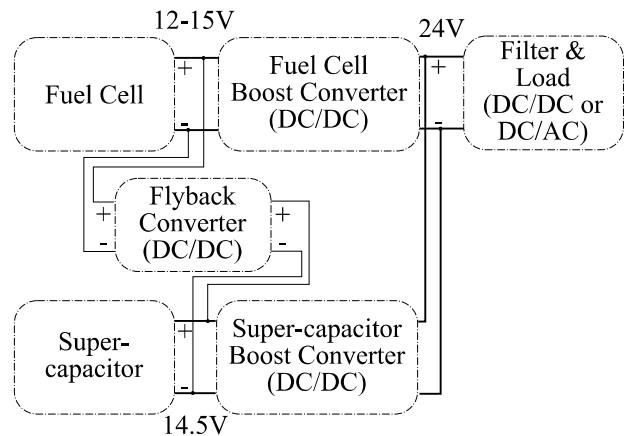 12-15V
24V
Fuel Cell
+
-
Fuel Cell
Boost Converter
(DC/DC)
+
-
Filter &
Load
(DC/DC or
DC/AC)
+
-
Flyback
Converter
(DC/DC)
+
-
Super-
capacitor
+
-
Super-capacitor
Boost Converter
(DC/DC)
14.5V